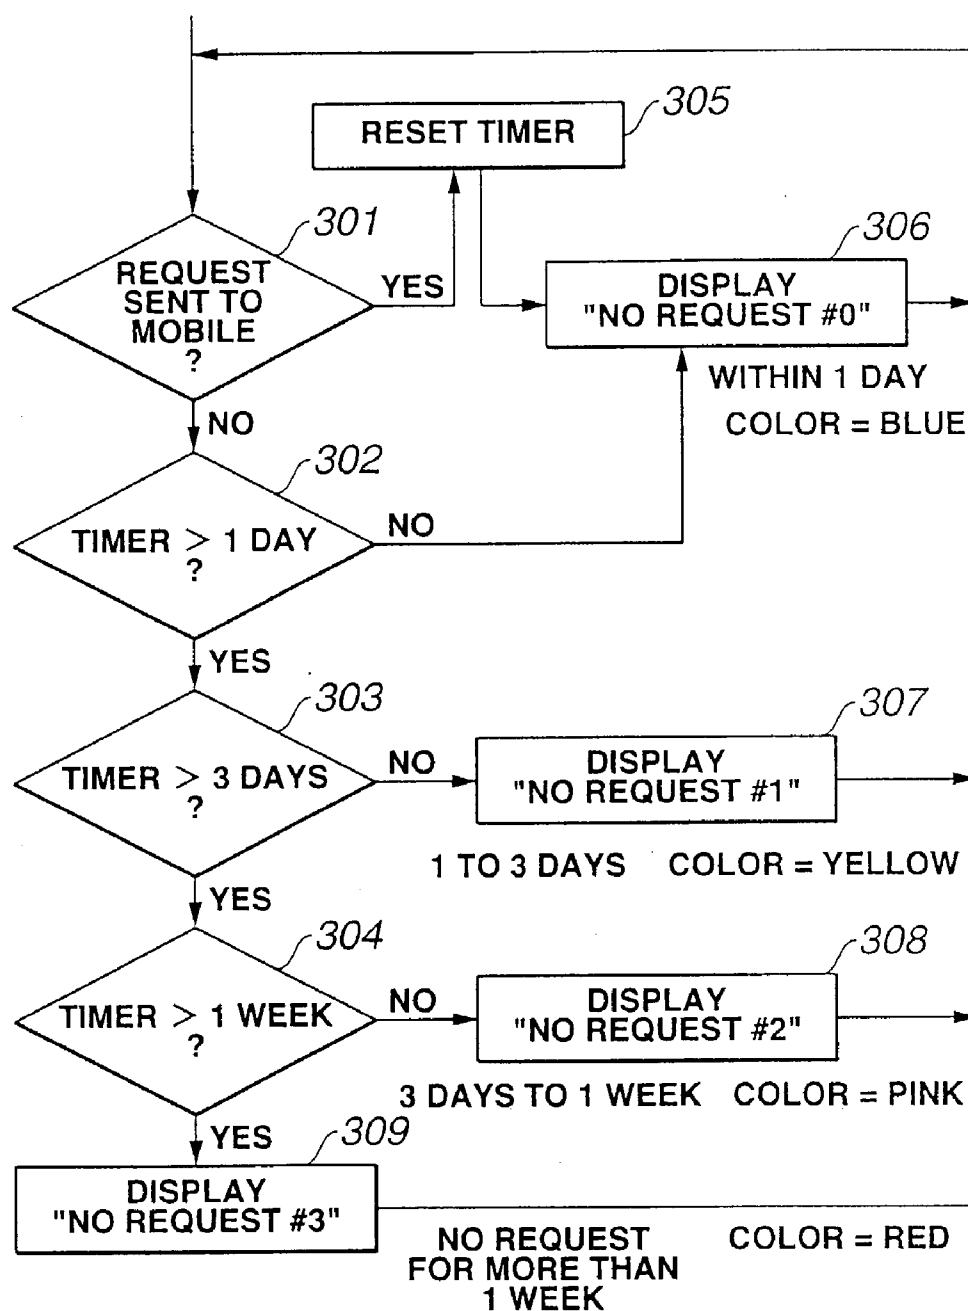 305
RESET TIMER
301
REQUEST
SENT TO
MOBILE
?
YES
306
DISPLAY
"NO REQUEST #0"
WITHIN 1 DAY
COLOR = BLUE
NO
302
TIMER > 1 DAY
?
NO
YES
303
TIMER > 3 DAYS
?
NO
307
DISPLAY
"NO REQUEST #1"
1 TO 3 DAYS COLOR = YELLOW
YES
304
TIMER > 1 WEEK
?
NO
308
DISPLAY
"NO REQUEST #2"
3 DAYS TO 1 WEEK COLOR = PINK
YES
309
DISPLAY
"NO REQUEST #3"
NO REQUEST
FOR MORE THAN
1 WEEK
COLOR = RED